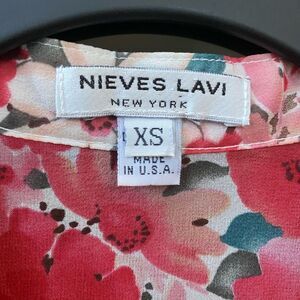 NIEVES LAVI
NEW YORK
XS
MADE
IN U.S.A.